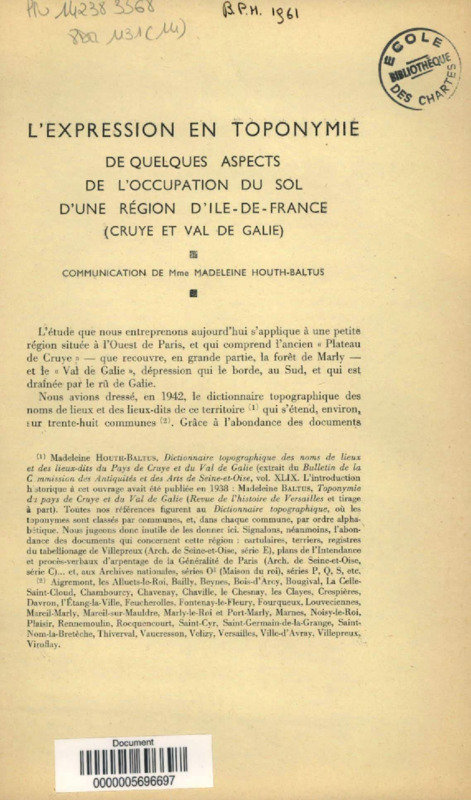 PN 14238 3568
B.P.M. 1961
8DA 1131 (14)
ECOLE
BIBLIOTHÈQUE
DES CHARTES
L'EXPRESSION EN TOPONYMIE
DE QUELQUES ASPECTS
DE L'OCCUPATION DU SOL
D'UNE RÉGION D'ILE-DE-FRANCE
(CRUYE ET VAL DE GALIE)
COMMUNICATION DE Mme MADELEINE HOUTH-BALTUS
L'étude que nous entreprenons aujourd'hui s'applique à une petite
région située à l'Ouest de Paris, et qui comprend l'ancien « Plateau
de Cruye » — que recouvre, en grande partie, la forêt de Marly —
et le « Val de Galie », dépression qui le borde, au Sud, et qui est
draînée par le rû de Galie.
Nous avions dressé, en 1942, le dictionnaire topographique des
noms de lieux et des lieux-dits de ce territoire (1) qui s'étend, environ,
sur trente-huit communes (2). Grâce à l'abondance des documents
(1) Madeleine HOUTH-BALTUS, Dictionnaire topographique des noms de lieux
et des lieux-dits du Pays de Cruye et du Val de Galie (extrait du Bulletin de la
C mmission des Antiquités et des Arts de Seine-et-Oise, vol. XLIX. L'introduction
historique à cet ouvrage avait été publiée en 1938 : Madeleine BALTUS, Toponymie
du pays de Cruye et du Val de Galie (Revue de l'histoire de Versailles et tirage
à part). Toutes nos références figurent au Dictionnaire topographique, où les
toponymes sont classés par communes, et, dans chaque commune, par ordre alpha-
bétique. Nous jugeons donc inutile de les donner ici. Signalons, néanmoins, l'abon-
dance des documents qui concernent cette région : cartulaires, terriers, registres
du tabellionage de Villepreux (Arch. de Seine-et-Oise, série E), plans de l'Intendance
et procès-verbaux d'arpentage de la Généralité de Paris (Arch. de Seine-et-Oise,
série C)... et, aux Archives nationales, séries O¹ (Maison du roi), séries P, Q, S, etc.
(2) Aigremont, les Alluets-le-Roi, Bailly, Beynes, Bois-d'Arcy, Bougival, La Celle-
Saint-Cloud, Chambourcy, Chavenay, Chaville, le Chesnay, les Clayes, Crespières,
Davron, l'Étang-la-Ville, Feucherolles, Fontenay-le-Fleury, Fourqueux, Louveciennes,
Mareil-Marly, Mareil-sur-Mauldre, Marly-le-Roi et Port-Marly, Marnes, Noisy-le-Roi,
Plaisir, Rennemoulin, Rocquencourt, Saint-Cyr, Saint-Germain-de-la-Grange, Saint-
Nom-la-Bretèche, Thiverval, Vaucresson, Velizy, Versailles, Ville-d'Avray, Villepreux,
Viroflay.
Document
0000005696697